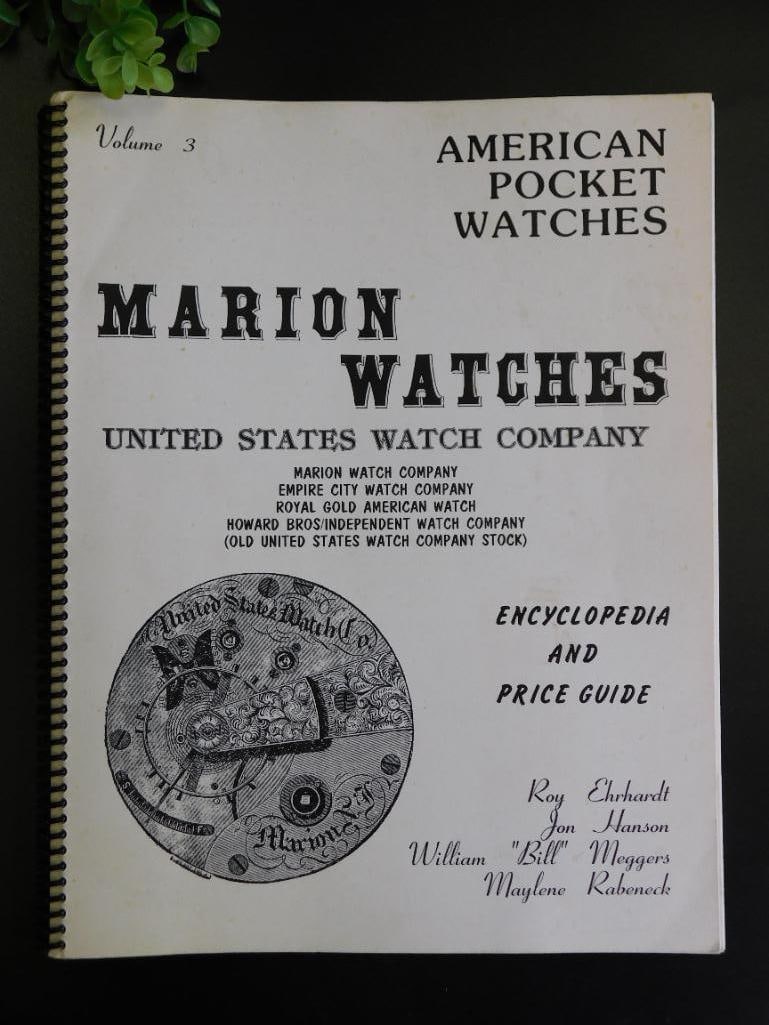 Volume 3
AMERICAN
POCKET
WATCHES
MARION
WATCHES
UNITED STATES WATCH COMPANY
MARION WATCH COMPANY
EMPIRE CITY WATCH COMPANY
ROYAL GOLD AMERICAN WATCH
HOWARD BROS/INDEPENDENT WATCH COMPANY
(OLD UNITED STATES WATCH COMPANY STOCK)
United States Watch Co.
Marion N.J
ENCYCLOPEDIA
AND
PRICE GUIDE
Roy Ehrhardt
Jon Hanson
William "Bill" Meggers
Maylene Rabeneck